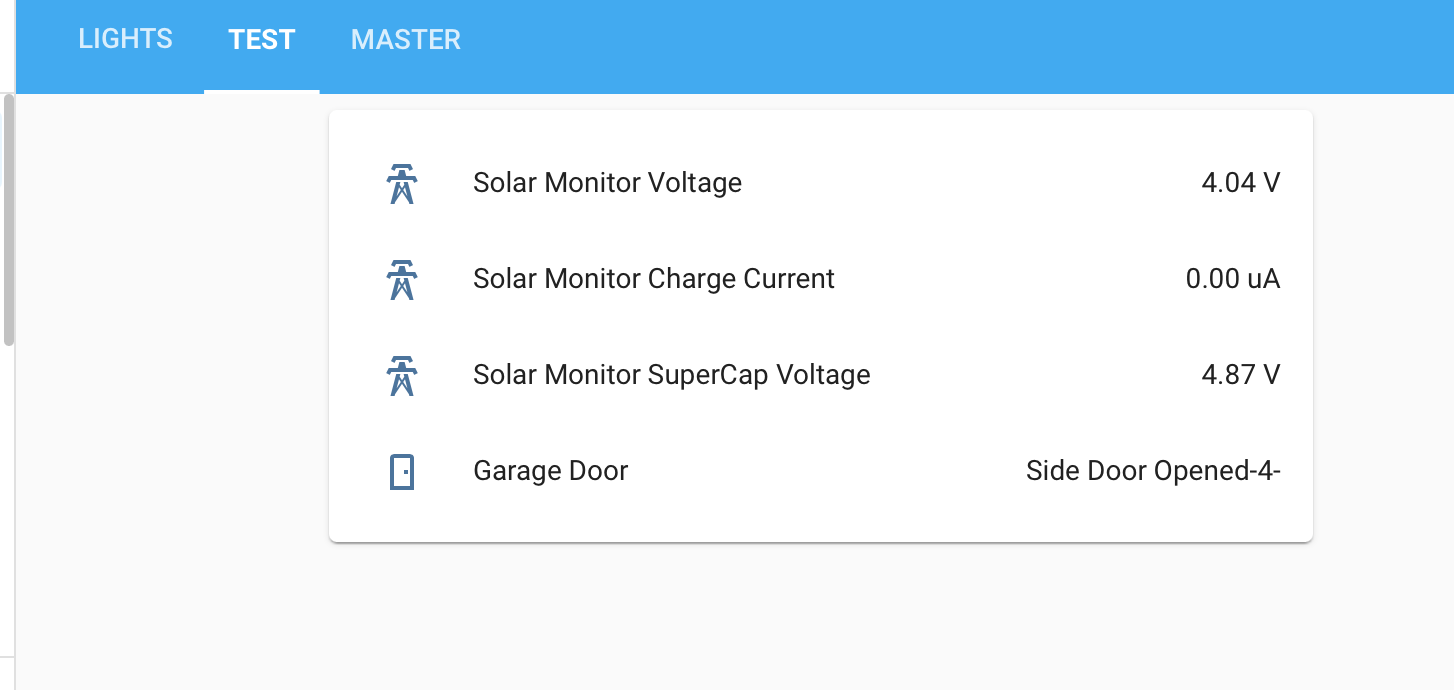 LIGHTS TEST MASTER
Solar Monitor Voltage 4.04 V
Solar Monitor Charge Current 0.00 uA
Solar Monitor SuperCap Voltage 4.87 V
Garage Door Side Door Opened-4-